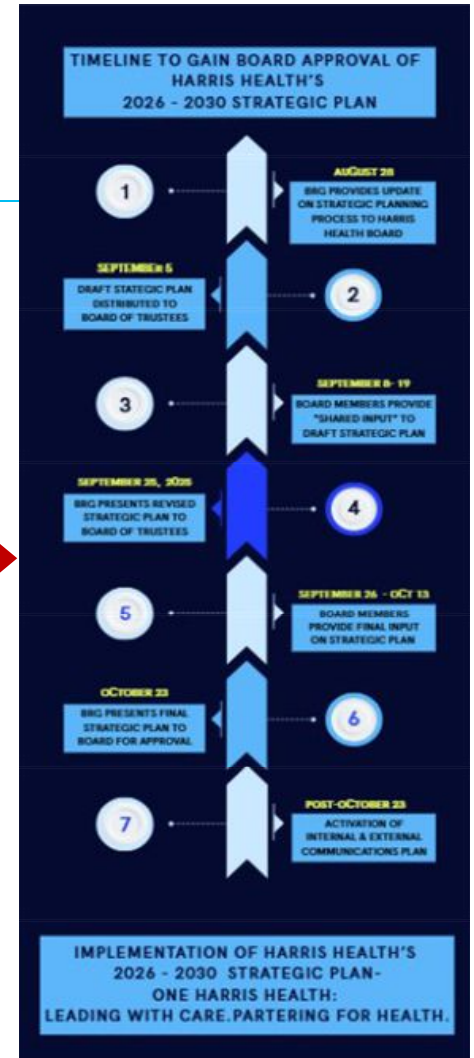 TIMELINE TO GAIN BOARD APPROVAL OF
HARRIS HEALTH'S
2026 - 2030 STRATEGIC PLAN
1
AUGUST 28
BRG PROVIDES UPDATE
ON STRATEGIC PLANNING
PROCESS TO HARRIS
HEALTH BOARD
SEPTEMBER 5
DRAFT STATEGIC PLAN
DISTRIBUTED TO
BOARD OF TRUSTEES
2
3
SEPTEMBER 8- 19
BOARD MEMBERS PROVIDE
"SHARED INPUT" TO
DRAFT STRATEGIC PLAN
SEPTEMBER 25, 2025
BRG PRESENTS REVISED
STRATEGIC PLAN TO
BOARD OF TRUSTEES
4
5
SEPTEMBER 26 - OCT 13
BOARD MEMBERS
PROVIDE FINAL INPUT
ON STRATEGIC PLAN
OCTOBER 23
BRG PRESENTS FINAL
STRATEGIC PLAN TO
BOARD FOR APPROVAL
6
7
POST-OCTOBER 23
ACTIVATION OF
INTERNAL & EXTERNAL
COMMUNICATIONS PLAN
IMPLEMENTATION OF HARRIS HEALTH'S
2026 - 2030 STRATEGIC PLAN-
ONE HARRIS HEALTH:
LEADING WITH CARE.PARTERING FOR HEALTH.